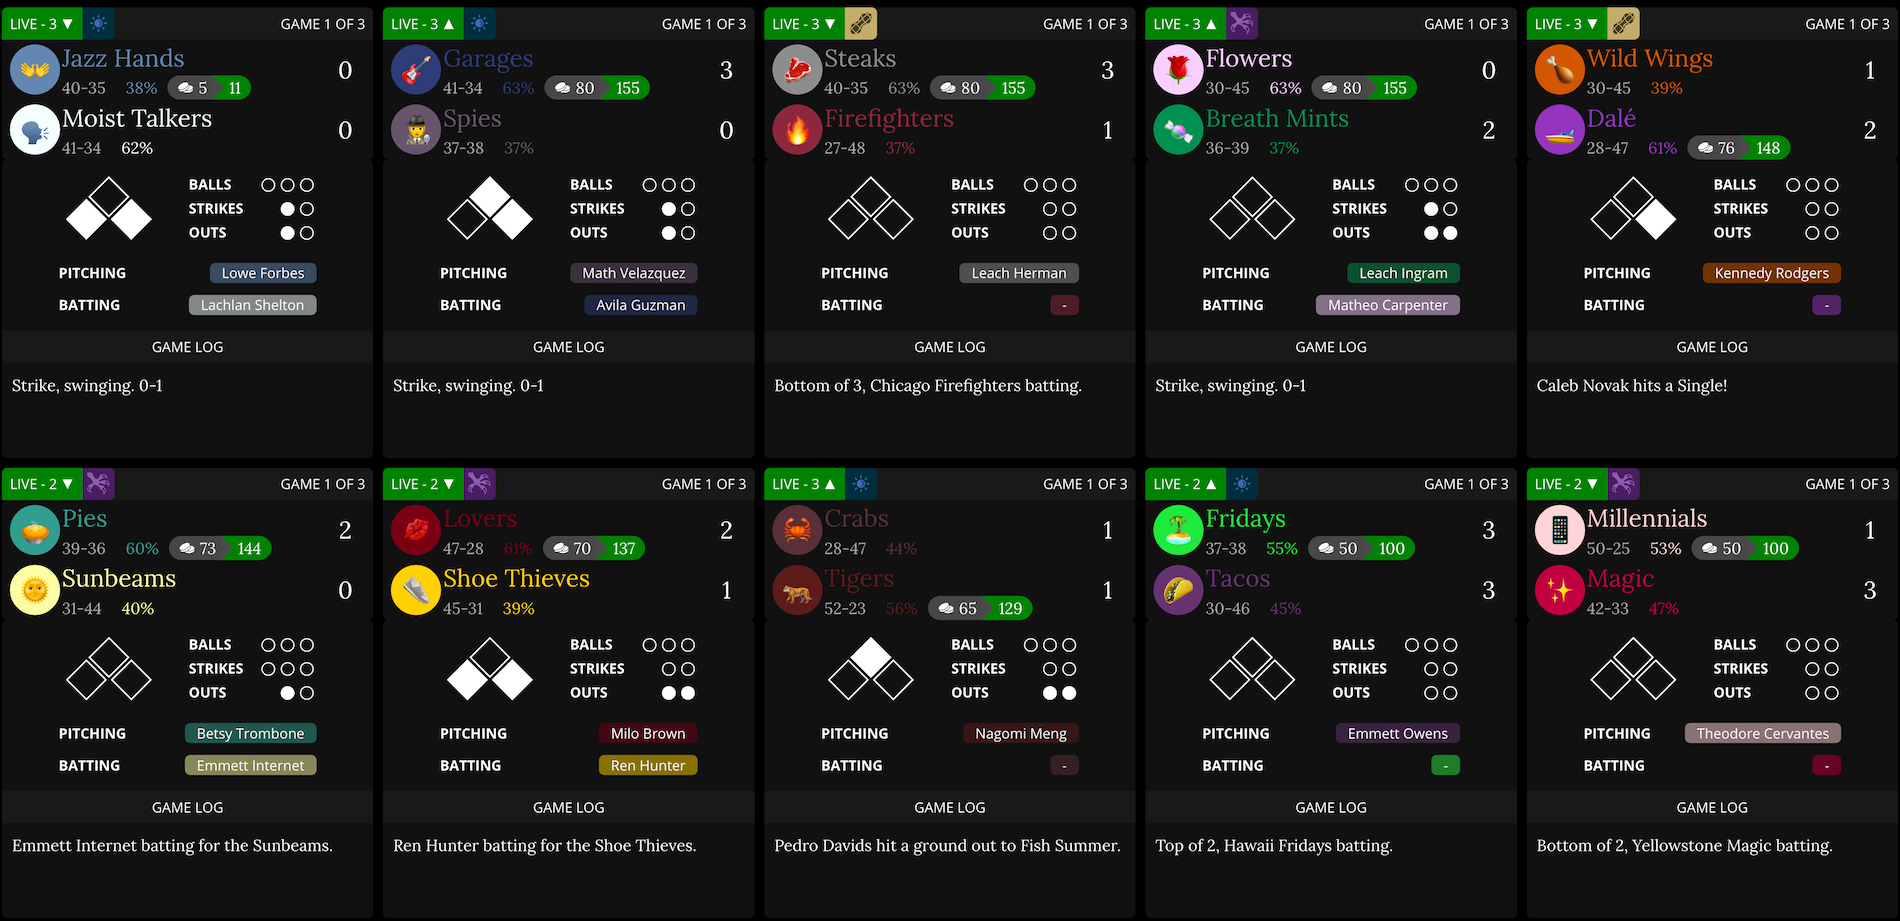 LIVE - 3 ▼ GAME 1 OF 3
Jazz Hands 0
40-35 38% 5 11
Moist Talkers 0
41-34 62%
BALLS
STRIKES
OUTS
PITCHING Lowe Forbes
BATTING Lachlan Shelton
GAME LOG
Strike, swinging. 0-1
LIVE - 3 ▲ GAME 1 OF 3
Garages 3
41-34 63% 80 155
Spies 0
37-38 37%
BALLS
STRIKES
OUTS
PITCHING Math Velazquez
BATTING Avila Guzman
GAME LOG
Strike, swinging. 0-1
LIVE - 3 ▼ GAME 1 OF 3
Steaks 3
40-35 63% 80 155
Firefighters 1
27-48 37%
BALLS
STRIKES
OUTS
PITCHING Leach Herman
BATTING -
GAME LOG
Bottom of 3, Chicago Firefighters batting.
LIVE - 3 ▲ GAME 1 OF 3
Flowers 0
30-45 63% 80 155
Breath Mints 2
36-39 37%
BALLS
STRIKES
OUTS
PITCHING Leach Ingram
BATTING Matheo Carpenter
GAME LOG
Strike, swinging. 0-1
LIVE - 3 ▼ GAME 1 OF 3
Wild Wings 1
30-45 39%
Dalé 2
28-47 61% 76 148
BALLS
STRIKES
OUTS
PITCHING Kennedy Rodgers
BATTING -
GAME LOG
Caleb Novak hits a Single!
LIVE - 2 ▼ GAME 1 OF 3
Pies 2
39-36 60% 73 144
Sunbeams 0
31-44 40%
BALLS
STRIKES
OUTS
PITCHING Betsy Trombone
BATTING Emmett Internet
GAME LOG
Emmett Internet batting for the Sunbeams.
LIVE - 2 ▼ GAME 1 OF 3
Lovers 2
47-28 61% 70 137
Shoe Thieves 1
45-31 39%
BALLS
STRIKES
OUTS
PITCHING Milo Brown
BATTING Ren Hunter
GAME LOG
Ren Hunter batting for the Shoe Thieves.
LIVE - 3 ▲ GAME 1 OF 3
Crabs 1
28-47 44%
Tigers 1
52-23 56% 65 129
BALLS
STRIKES
OUTS
PITCHING Nagomi Meng
BATTING -
GAME LOG
Pedro Davids hit a ground out to Fish Summer.
LIVE - 2 ▲ GAME 1 OF 3
Fridays 3
37-38 55% 50 100
Tacos 3
30-46 45%
BALLS
STRIKES
OUTS
PITCHING Emmett Owens
BATTING -
GAME LOG
Top of 2, Hawaii Fridays batting.
LIVE - 2 ▼ GAME 1 OF 3
Millennials 1
50-25 53% 50 100
Magic 3
42-33 47%
BALLS
STRIKES
OUTS
PITCHING Theodore Cervantes
BATTING -
GAME LOG
Bottom of 2, Yellowstone Magic batting.